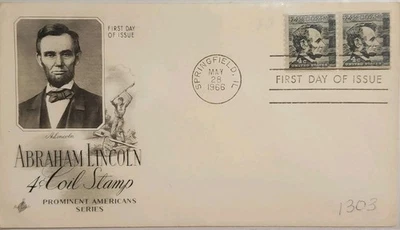 FIRST DAY
OF ISSUE
A. Lincoln
ABRAHAM LINCOLN
4¢ Coil Stamp
PROMINENT AMERICANS
SERIES
SPRINGFIELD, IL
MAY
28
1966
FIRST DAY OF ISSUE
1303